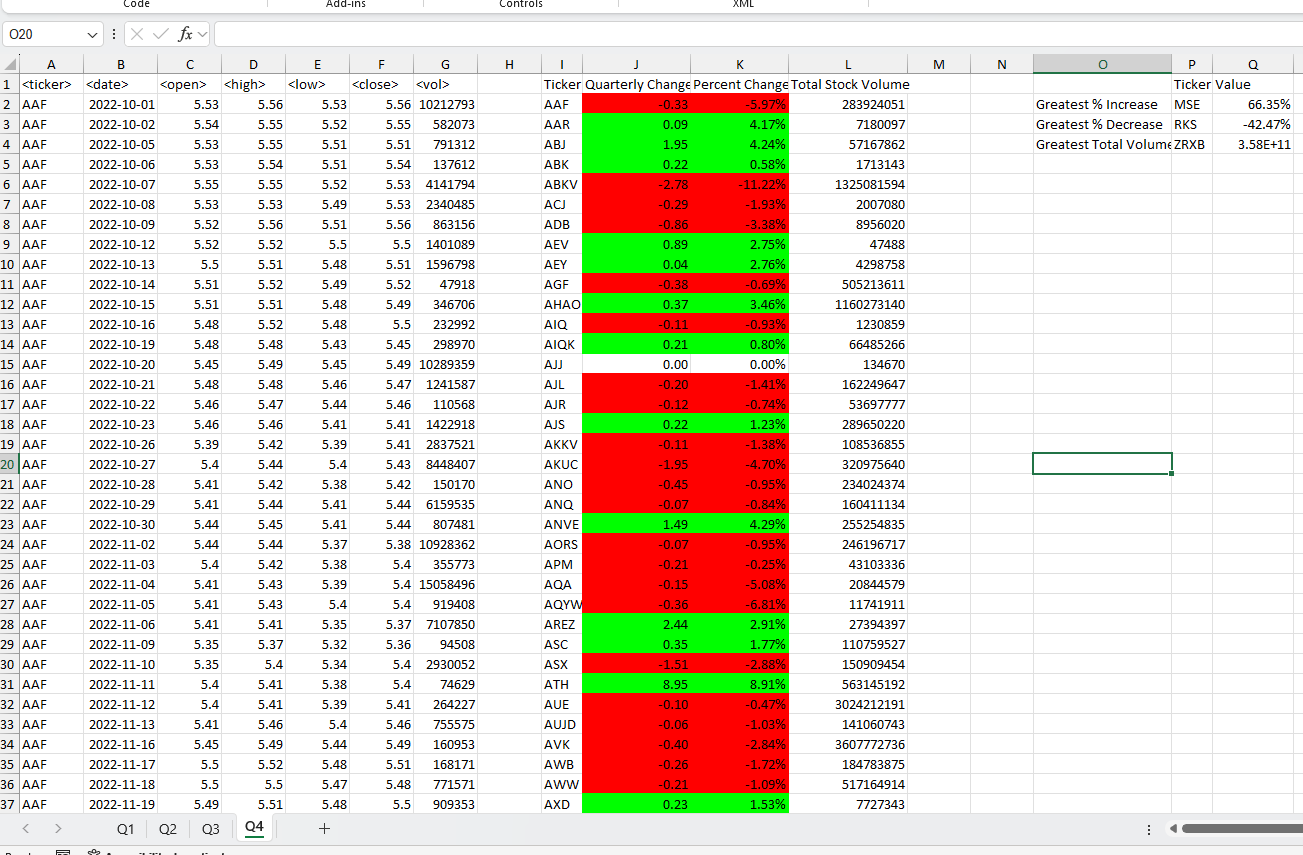 Code Add-ins Controls XML
O20 fx
A B C D E F G H I J K L M N O P Q
1 <ticker> <date> <open> <high> <low> <close> <vol> Ticker Quarterly Change Percent Change Total Stock Volume Ticker Value
2 AAF 2022-10-01 5.53 5.56 5.53 5.56 10212793 AAF -0.33 -5.97% 283924051 Greatest % Increase MSE 66.35%
3 AAF 2022-10-02 5.54 5.55 5.52 5.55 582073 AAR 0.09 4.17% 7180097 Greatest % Decrease RKS -42.47%
4 AAF 2022-10-05 5.53 5.55 5.51 5.51 791312 ABJ 1.95 4.24% 57167862 Greatest Total Volume ZRXB 3.58E+11
5 AAF 2022-10-06 5.53 5.54 5.51 5.54 137612 ABK 0.22 0.58% 1713143
6 AAF 2022-10-07 5.55 5.55 5.52 5.53 4141794 ABKV -2.78 -11.22% 1325081594
7 AAF 2022-10-08 5.53 5.53 5.49 5.53 2340485 ACJ -0.29 -1.93% 2007080
8 AAF 2022-10-09 5.52 5.56 5.51 5.56 863156 ADB -0.86 -3.38% 8956020
9 AAF 2022-10-12 5.52 5.52 5.5 5.5 1401089 AEV 0.89 2.75% 47488
10 AAF 2022-10-13 5.5 5.51 5.48 5.51 1596798 AEY 0.04 2.76% 4298758
11 AAF 2022-10-14 5.51 5.52 5.49 5.52 47918 AGF -0.38 -0.69% 505213611
12 AAF 2022-10-15 5.51 5.51 5.48 5.49 346706 AHAO 0.37 3.46% 1160273140
13 AAF 2022-10-16 5.48 5.52 5.48 5.5 232992 AIQ -0.11 -0.93% 1230859
14 AAF 2022-10-19 5.48 5.48 5.43 5.45 298970 AIQK 0.21 0.80% 66485266
15 AAF 2022-10-20 5.45 5.49 5.45 5.49 10289359 AJJ 0.00 0.00% 134670
16 AAF 2022-10-21 5.48 5.48 5.46 5.47 1241587 AJL -0.20 -1.41% 162249647
17 AAF 2022-10-22 5.46 5.47 5.44 5.46 110568 AJR -0.12 -0.74% 53697777
18 AAF 2022-10-23 5.46 5.46 5.41 5.41 1422918 AJS 0.22 1.23% 289650220
19 AAF 2022-10-26 5.39 5.42 5.39 5.41 2837521 AKKV -0.11 -1.38% 108536855
20 AAF 2022-10-27 5.4 5.44 5.4 5.43 8448407 AKUC -1.95 -4.70% 320975640
21 AAF 2022-10-28 5.41 5.42 5.38 5.42 150170 ANO -0.45 -0.95% 234024374
22 AAF 2022-10-29 5.41 5.44 5.41 5.44 6159535 ANQ -0.07 -0.84% 160411134
23 AAF 2022-10-30 5.44 5.45 5.41 5.44 807481 ANVE 1.49 4.29% 255254835
24 AAF 2022-11-02 5.44 5.44 5.37 5.38 10928362 AORS -0.07 -0.95% 246196717
25 AAF 2022-11-03 5.4 5.42 5.38 5.4 355773 APM -0.21 -0.25% 43103336
26 AAF 2022-11-04 5.41 5.43 5.39 5.4 15058496 AQA -0.15 -5.08% 20844579
27 AAF 2022-11-05 5.41 5.43 5.4 5.4 919408 AQYW -0.36 -6.81% 11741911
28 AAF 2022-11-06 5.41 5.41 5.35 5.37 7107850 AREZ 2.44 2.91% 27394397
29 AAF 2022-11-09 5.35 5.37 5.32 5.36 94508 ASC 0.35 1.77% 110759527
30 AAF 2022-11-10 5.35 5.4 5.34 5.4 2930052 ASX -1.51 -2.88% 150909454
31 AAF 2022-11-11 5.4 5.41 5.38 5.4 74629 ATH 8.95 8.91% 563145192
32 AAF 2022-11-12 5.4 5.41 5.39 5.41 264227 AUE -0.10 -0.47% 3024212191
33 AAF 2022-11-13 5.41 5.46 5.4 5.46 755575 AUJD -0.06 -1.03% 141060743
34 AAF 2022-11-16 5.45 5.49 5.44 5.49 160953 AVK -0.40 -2.84% 3607772736
35 AAF 2022-11-17 5.5 5.52 5.48 5.51 168171 AWB -0.26 -1.72% 184783875
36 AAF 2022-11-18 5.5 5.5 5.47 5.48 771571 AWW -0.21 -1.09% 517164914
37 AAF 2022-11-19 5.49 5.51 5.48 5.5 909353 AXD 0.23 1.53% 7727343
Q1 Q2 Q3 Q4 +